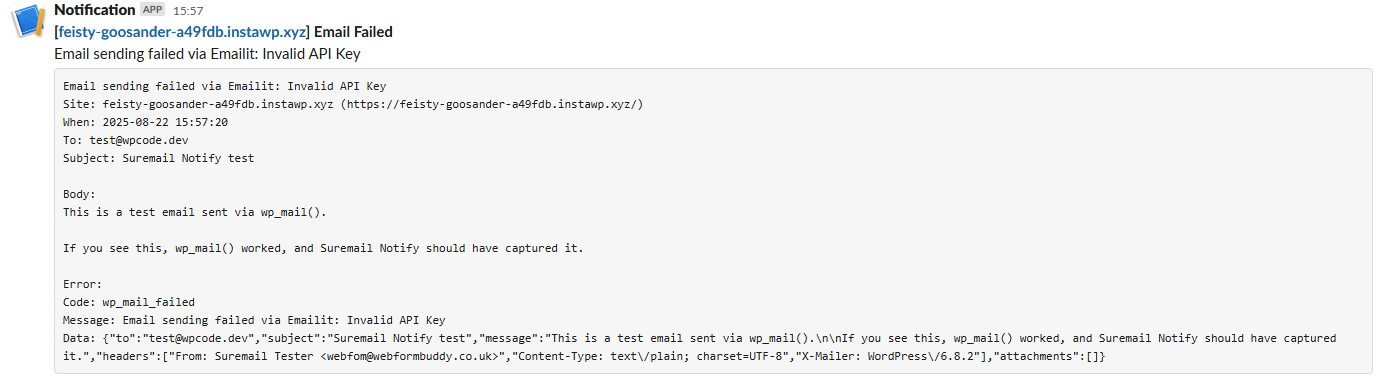 Notification APP 15:57
[feisty-goosander-a49fdb.instawp.xyz] Email Failed
Email sending failed via Emailit: Invalid API Key
Email sending failed via Emailit: Invalid API Key
Site: feisty-goosander-a49fdb.instawp.xyz (https://feisty-goosander-a49fdb.instawp.xyz/)
When: 2025-08-22 15:57:20
To: test@wpcode.dev
Subject: Suremail Notify test
Body:
This is a test email sent via wp_mail().
If you see this, wp_mail() worked, and Suremail Notify should have captured it.
Error:
Code: wp_mail_failed
Message: Email sending failed via Emailit: Invalid API Key
Data: {"to":"test@wpcode.dev","subject":"Suremail Notify test","message":"This is a test email sent via wp_mail().\n\nIf you see this, wp_mail() worked, and Suremail Notify should have captured
it.","headers":["From: Suremail Tester <webfom@webformbuddy.co.uk>","Content-Type: text\/plain; charset=UTF-8","X-Mailer: WordPress\/6.8.2"],"attachments":[]}